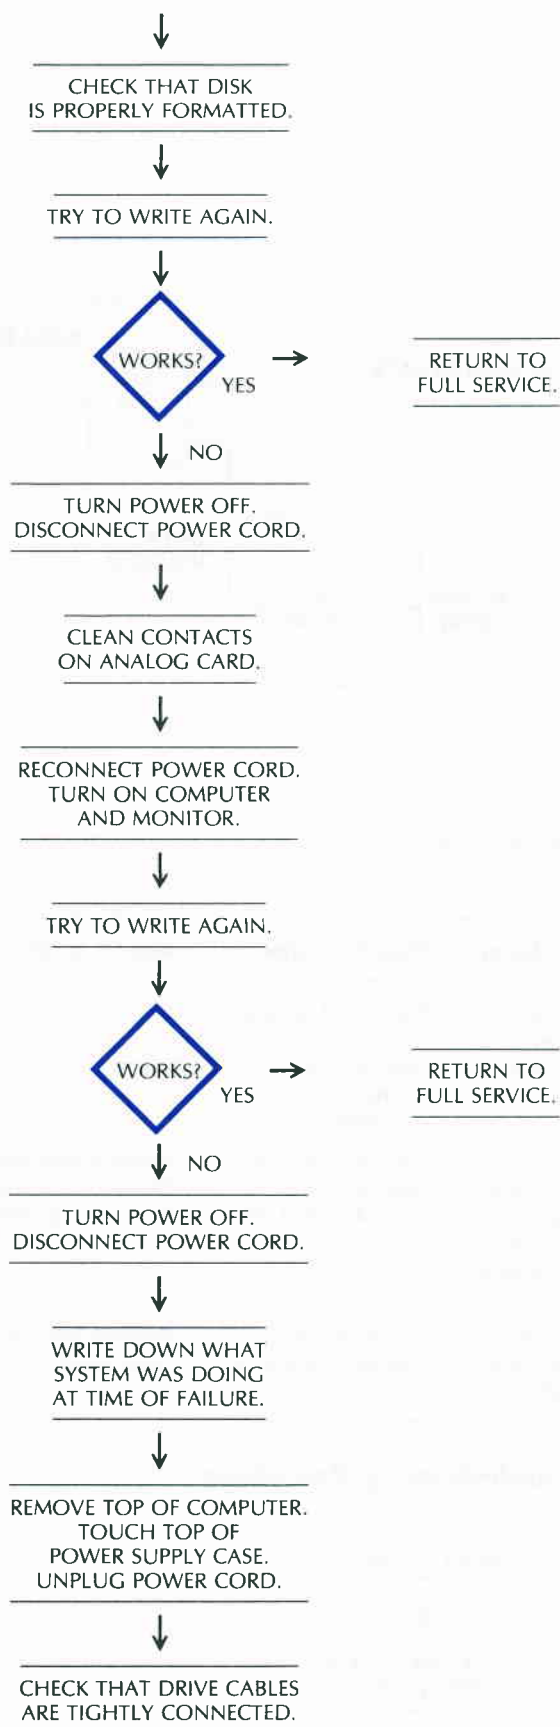 CHECK THAT DISK
IS PROPERLY FORMATTED.
TRY TO WRITE AGAIN.
WORKS?
YES
RETURN TO
FULL SERVICE.
NO
TURN POWER OFF.
DISCONNECT POWER CORD.
CLEAN CONTACTS
ON ANALOG CARD.
RECONNECT POWER CORD.
TURN ON COMPUTER
AND MONITOR.
TRY TO WRITE AGAIN.
WORKS?
YES
RETURN TO
FULL SERVICE.
NO
TURN POWER OFF.
DISCONNECT POWER CORD.
WRITE DOWN WHAT
SYSTEM WAS DOING
AT TIME OF FAILURE.
REMOVE TOP OF COMPUTER.
TOUCH TOP OF
POWER SUPPLY CASE.
UNPLUG POWER CORD.
CHECK THAT DRIVE CABLES
ARE TIGHTLY CONNECTED.